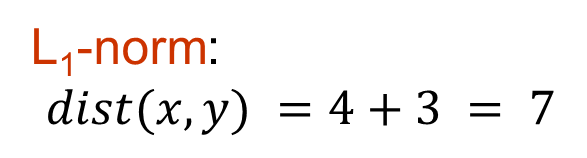 L₁-norm:
dist(x, y) = 4 + 3 = 7